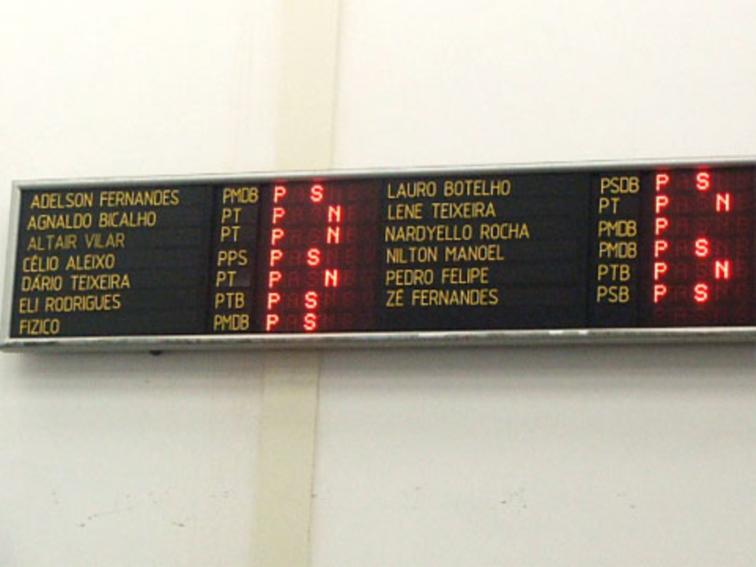 ADELSON FERNANDES PMDB P S
AGNALDO BICALHO PT P N
ALTAIR VILAR PT P N
CÉLIO ALEIXO PPS P S
DÁRIO TEIXEIRA PT P N
ELI RODRIGUES PTB P S
FIZICO PMDB P S
LAURO BOTELHO PSDB P S
LENE TEIXEIRA PT P N
NARDYELLO ROCHA PMDB P
NILTON MANOEL PMDB P S
PEDRO FELIPE PTB P N
ZÉ FERNANDES PSB P S